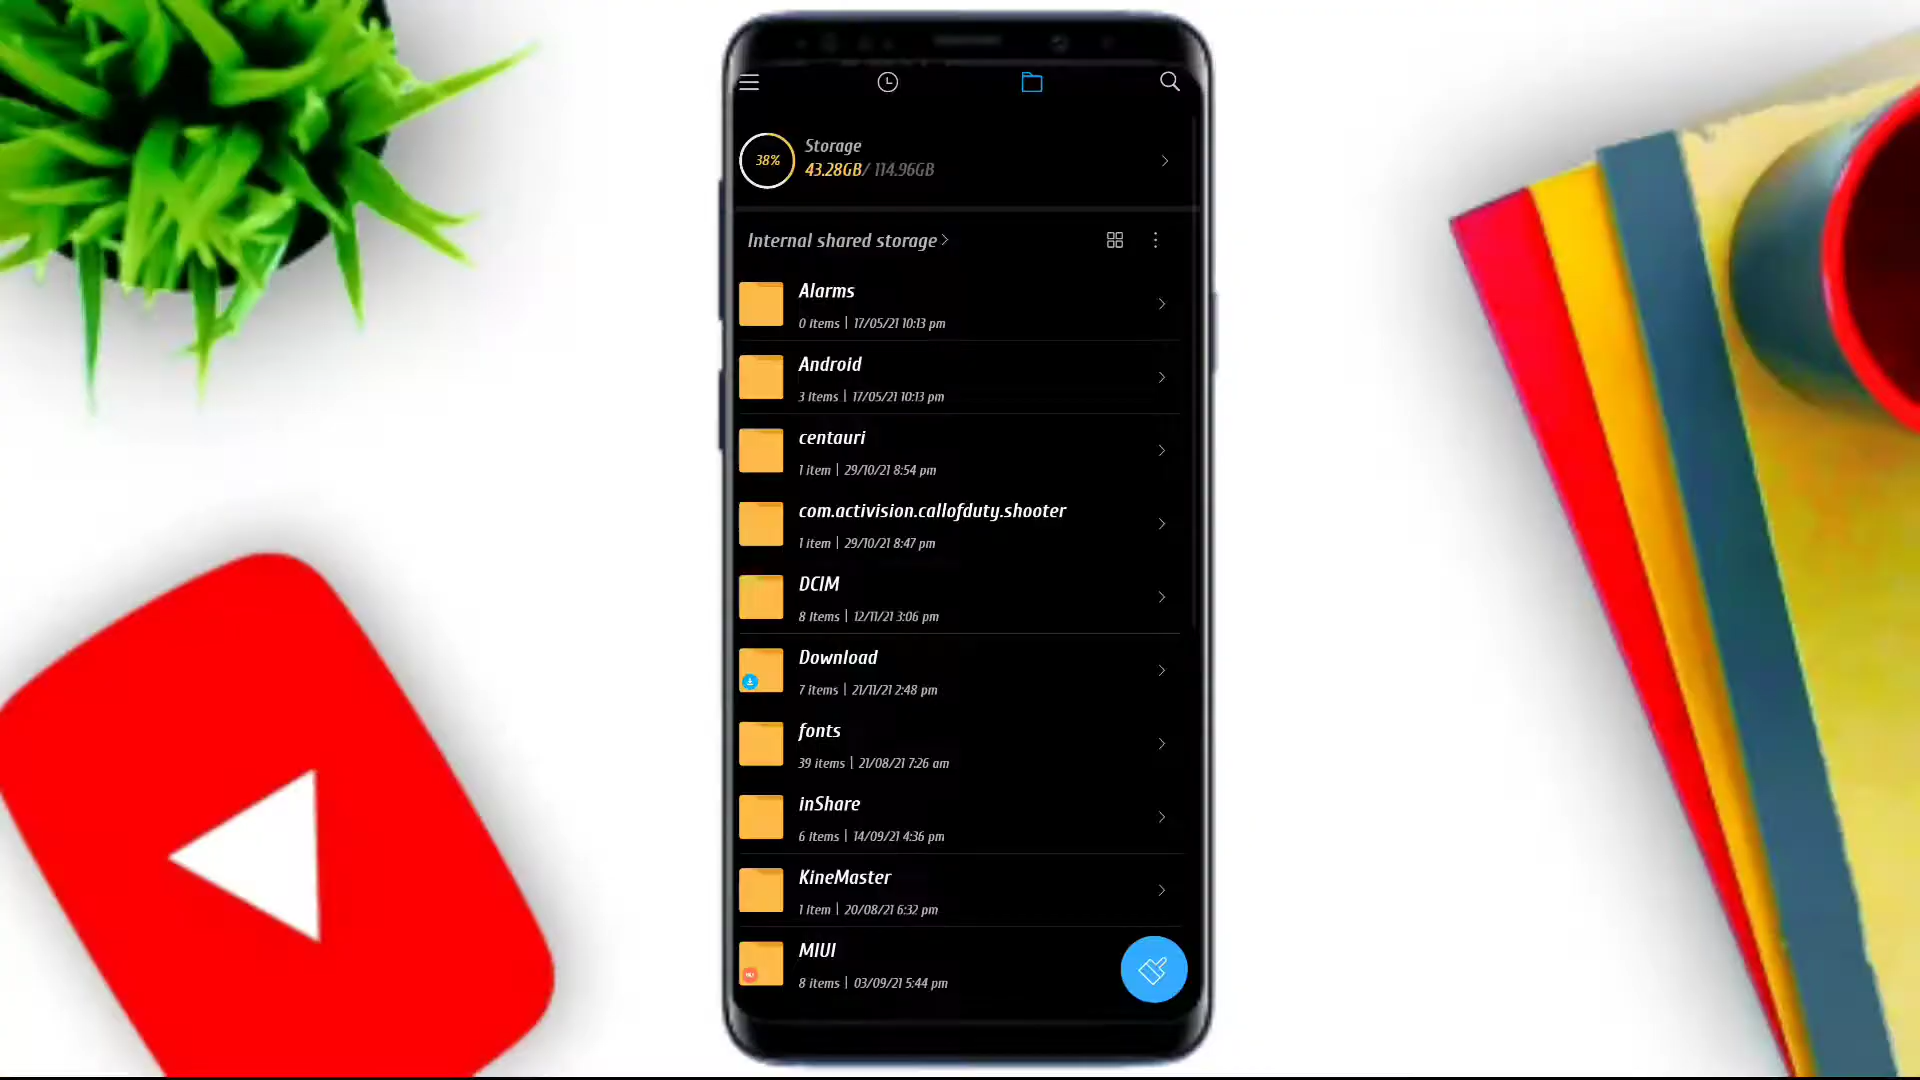 38%
Storage
43.28GB/ 114.96GB
Internal shared storage
Alarms
0 items | 17/05/21 10:13 pm
Android
3 items | 17/05/21 10:13 pm
centauri
1 item | 29/10/21 8:54 pm
com.activision.callofduty.shooter
1 item | 29/10/21 8:47 pm
DCIM
8 items | 12/11/21 3:06 pm
Download
7 items | 21/11/21 2:48 pm
fonts
39 items | 21/08/21 7:26 am
inShare
6 items | 14/09/21 4:36 pm
KineMaster
1 item | 20/08/21 6:32 pm
MIUI
8 items | 03/09/21 5:44 pm